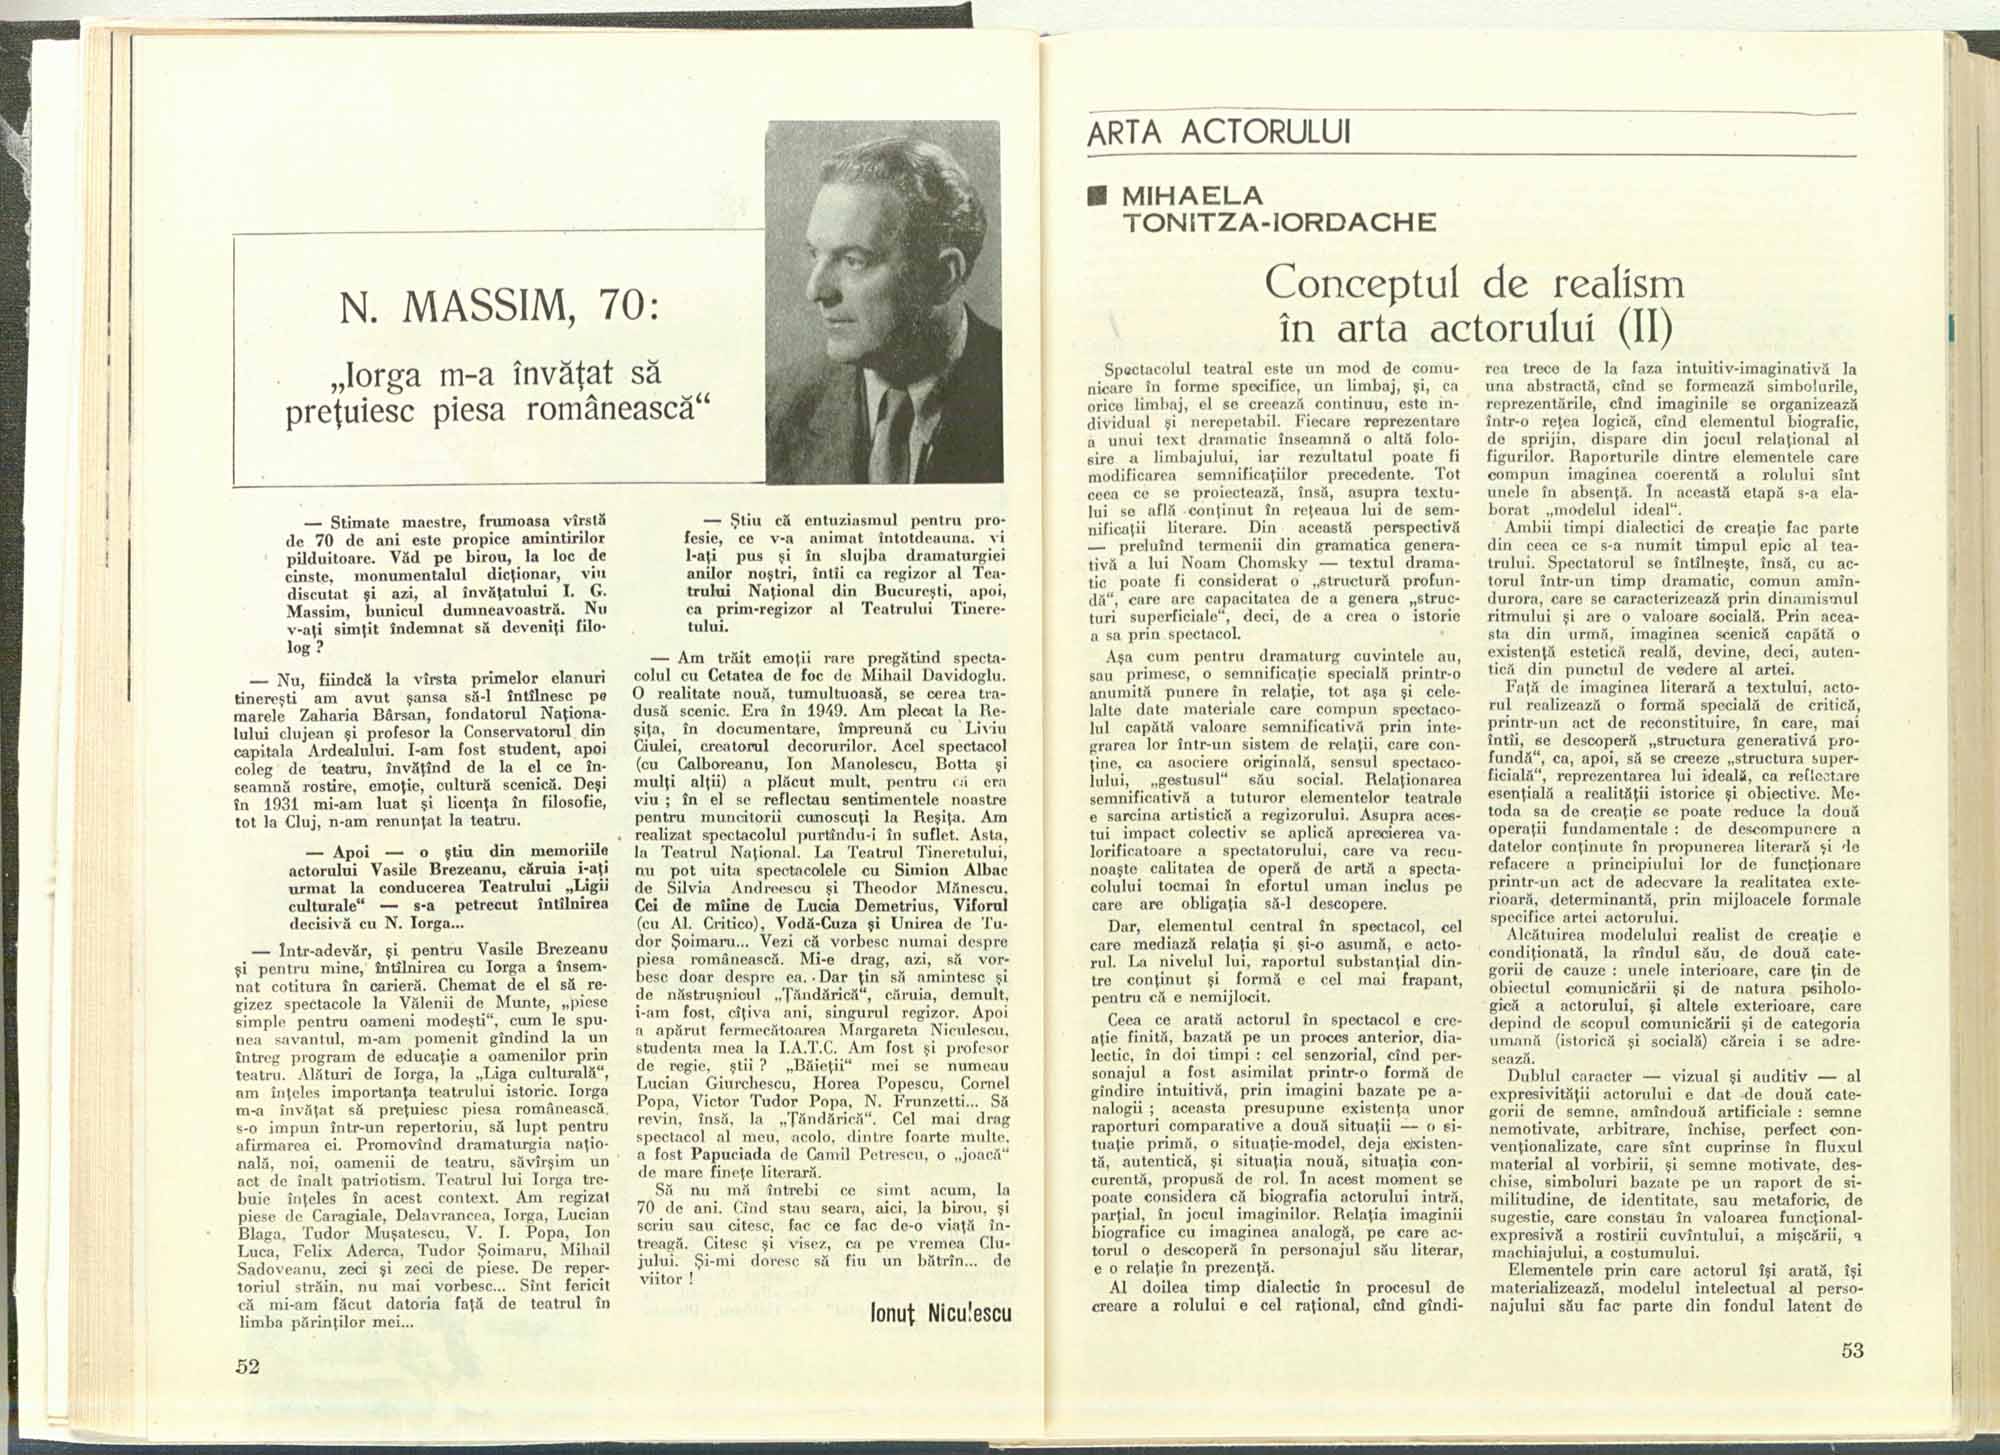 N. MASSIM, 70:
„Iorga m-a învățat să
prețuiesc piesa românească“
— Stimate maestre, frumoasa vîrstă
de 70 de ani este propice amintirilor
pilduitoare. Văd pe birou, la loc de
cinste, monumentalul dicționar, viu
discutat și azi, al învățatului I. G.
Massim, bunicul dumneavoastră. Nu
v-ați simțit îndemnat să deveniți filo-
log ?
— Nu, fiindcă la vîrsta primelor elanuri
tinerești am avut șansa să-l întîlnesc pe
marele Zaharia Bârsan, fondatorul Naționa-
lului clujean și profesor la Conservatorul din
capitala Ardealului. I-am fost student, apoi
coleg de teatru, învățînd de la el ce în-
seamnă rostire, emoție, cultură scenică. Deși
în 1931 mi-am luat și licența în filosofie,
tot la Cluj, n-am renunțat la teatru.
— Apoi — o știu din memoriile
actorului Vasile Brezeanu, căruia i-ați
urmat la conducerea Teatrului „Ligii
culturale“ — s-a petrecut întîlnirea
decisivă cu N. Iorga...
— Într-adevăr, și pentru Vasile Brezeanu
și pentru mine, întîlnirea cu Iorga a însem-
nat cotitura în carieră. Chemat de el să re-
gizez spectacole la Vălenii de Munte, „piese
simple pentru oameni modești“, cum le spu-
nea savantul, m-am pomenit gîndind la un
întreg program de educație a oamenilor prin
teatru. Alături de Iorga, la „Liga culturală“,
am înțeles importanța teatrului istoric. Iorga
m-a învățat să prețuiesc piesa românească,
s-o impun într-un repertoriu, să lupt pentru
afirmarea ei. Promovînd dramaturgia națio-
nală, noi, oamenii de teatru, săvîrșim un
act de înalt patriotism. Teatrul lui Iorga tre-
buie înțeles în acest context. Am regizat
piese de Caragiale, Delavrancea, Iorga, Lucian
Blaga, Tudor Mușatescu, V. I. Popa, Ion
Luca, Felix Aderca, Tudor Șoimaru, Mihail
Sadoveanu, zeci și zeci de piese. De reper-
toriul străin, nu mai vorbesc... Sînt fericit
că mi-am făcut datoria față de teatrul în
limba părinților mei...
52
— Știu că entuziasmul pentru pro-
fesie, ce v-a animat întotdeauna, vi
l-ați pus și în slujba dramaturgiei
anilor noștri, întîi ca regizor al Tea-
trului Național din București, apoi,
ca prim-regizor al Teatrului Tinere-
tului.
— Am trăit emoții rare pregătind specta-
colul cu Cetatea de foc de Mihail Davidoglu.
O realitate nouă, tumultuoasă, se cerea tra-
dusă scenic. Era în 1949. Am plecat la Re-
șița, în documentare, împreună cu Liviu
Ciulei, creatorul decorurilor. Acel spectacol
(cu Calboreanu, Ion Manolescu, Botta și
mulți alții) a plăcut mult, pentru că era
viu ; în el se reflectau sentimentele noastre
pentru muncitorii cunoscuți la Reșița. Am
realizat spectacolul purtîndu-i în suflet. Asta,
la Teatrul Național. La Teatrul Tineretului,
nu pot uita spectacolele cu Simion Albac
de Silvia Andreescu și Theodor Mănescu,
Cei de mîine de Lucia Demetrius, Viforul
(cu Al. Critico), Vodă-Cuza și Unirea de Tu-
dor Șoimaru... Vezi că vorbesc numai despre
piesa românească. Mi-e drag, azi, să vor-
besc doar despre ea. Dar țin să amintesc și
de năstrușnicul „Țăndărică“, căruia, demult,
i-am fost, cîțiva ani, singurul regizor. Apoi
a apărut fermecătoarea Margareta Niculescu,
studenta mea la I.A.T.C. Am fost și profesor
de regie, știi ? „Băieții“ mei se numeau
Lucian Giurchescu, Horea Popescu, Cornel
Popa, Victor Tudor Popa, N. Frunzetti... Să
revin, însă, la „Țăndărică“. Cel mai drag
spectacol al meu, acolo, dintre foarte multe,
a fost Papuciada de Camil Petrescu, o „joacă“
de mare finețe literară.
Să nu mă întrebi ce simt acum, la
70 de ani. Cînd stau seara, aici, la birou, și
scriu sau citesc, fac ce fac de-o viață în-
treagă. Citesc și visez, ca pe vremea Clu-
jului. Și-mi doresc să fiu un bătrîn... de
viitor !
Ionuț Niculescu
ARTA ACTORULUI
MIHAELA
TONITZA-IORDACHE
Conceptul de realism
în arta actorului (II)
Spectacolul teatral este un mod de comu-
nicare în forme specifice, un limbaj, și, ca
orice limbaj, el se creează continuu, este in-
dividual și nerepetabil. Fiecare reprezentare
a unui text dramatic înseamnă o altă folo-
sire a limbajului, iar rezultatul poate fi
modificarea semnificațiilor precedente. Tot
ceea ce se proiectează, însă, asupra textu-
lui se află conținut în rețeaua lui de sem-
nificații literare. Din această perspectivă
— preluînd termenii din gramatica genera-
tivă a lui Noam Chomsky — textul drama-
tic poate fi considerat o „structură profun-
dă“, care are capacitatea de a genera „struc-
turi superficiale“, deci, de a crea o istorie
a sa prin spectacol.
Așa cum pentru dramaturg cuvintele au,
sau primesc, o semnificație specială printr-o
anumită punere în relație, tot așa și cele-
lalte date materiale care compun spectaco-
lul capătă valoare semnificativă prin inte-
grarea lor într-un sistem de relații, care con-
ține, ca asociere originală, sensul spectaco-
lului, „gestusul“ său social. Relaționarea
semnificativă a tuturor elementelor teatrale
e sarcina artistică a regizorului. Asupra aces-
tui impact colectiv se aplică aprecierea va-
lorificatoare a spectatorului, care va recu-
noaște calitatea de operă de artă a specta-
colului tocmai în efortul uman inclus pe
care are obligația să-l descopere.
Dar, elementul central în spectacol, cel
care mediază relația și și-o asumă, e acto-
rul. La nivelul lui, raportul substanțial din-
tre conținut și formă e cel mai frapant,
pentru că e nemijlocit.
Ceea ce arată actorul în spectacol e cre-
ație finită, bazată pe un proces anterior, dia-
lectic, în doi timpi : cel senzorial, cînd per-
sonajul a fost asimilat printr-o formă de
gîndire intuitivă, prin imagini bazate pe a-
nalogii ; aceasta presupune existența unor
raporturi comparative a două situații — o si-
tuație primă, o situație-model, deja existen-
tă, autentică, și situația nouă, situația con-
curentă, propusă de rol. În acest moment se
poate considera că biografia actorului intră,
parțial, în jocul imaginilor. Relația imaginii
biografice cu imaginea analogă, pe care ac-
torul o descoperă în personajul său literar,
e o relație în prezență.
Al doilea timp dialectic în procesul de
creare a rolului e cel rațional, cînd gîndi-
rea trece de la faza intuitiv-imaginativă la
una abstractă, cînd se formează simbolurile,
reprezentările, cînd imaginile se organizează
într-o rețea logică, cînd elementul biografic,
de sprijin, dispare din jocul relațional al
figurilor. Raporturile dintre elementele care
compun imaginea coerentă a rolului sînt
unele în absență. În această etapă s-a ela-
borat „modelul ideal“.
Ambii timpi dialectici de creație fac parte
din ceea ce s-a numit timpul epic al tea-
trului. Spectatorul se întîlnește, însă, cu ac-
torul într-un timp dramatic, comun amîn-
durora, care se caracterizează prin dinamismul
ritmului și are o valoare socială. Prin acea-
sta din urmă, imaginea scenică capătă o
existență estetică reală, devine, deci, auten-
tică din punctul de vedere al artei.
Față de imaginea literară a textului, acto-
rul realizează o formă specială de critică,
printr-un act de reconstituire, în care, mai
întîi, se descoperă „structura generativă pro-
fundă“, ca, apoi, să se creeze „structura super-
ficială“, reprezentarea lui ideală, ca reflectare
esențială a realității istorice și objective. Me-
toda sa de creație se poate reduce la două
operații fundamentale : de descompunere a
datelor conținute în propunerea literară și de
refacere a principiului lor de funcționare
printr-un act de adecvare la realitatea exte-
rioară, determinantă, prin mijloacele formale
specifice artei actorului.
Alcătuirea modelului realist de creație e
condiționată, la rîndul său, de două cate-
gorii de cauze : unele interioare, care țin de
obiectul comunicării și de natura psiholo-
gică a actorului, și altele exterioare, care
depind de scopul comunicării și de categoria
umană (istorică și socială) căreia i se adre-
sează.
Dublul caracter — vizual și auditiv — al
expresivității actorului e dat de două cate-
gorii de semne, amîndouă artificiale : semne
nemotivate, arbitrare, închise, perfect con-
venționalizate, care sînt cuprinse în fluxul
material al vorbirii, și semne motivate, des-
chise, simboluri bazate pe un raport de si-
militudine, de identitate, sau metaforic, de
sugestie, care constau în valoarea funcțional-
expresivă a rostirii cuvîntului, a mișcării, a
machiajului, a costumului.
Elementele prin care actorul își arată, își
materializează, modelul intelectual al perso-
najului său fac parte din fondul latent de
53